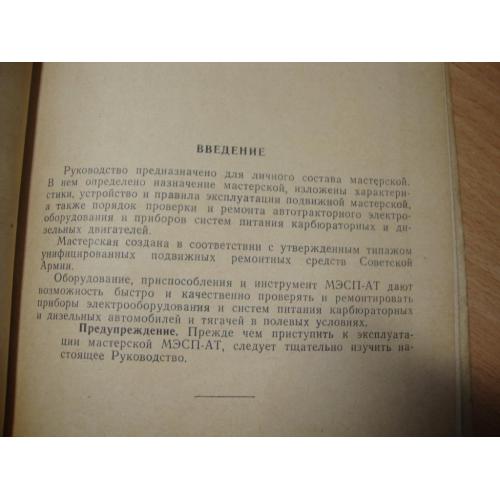 ВВЕДЕНИЕ
Руководство предназначено для личного состава мастерской.
В нем определено назначение мастерской, изложены характери-
стики, устройство и правила эксплуатации подвижной мастерской,
а также порядок проверки и ремонта автотракторного электро-
оборудования и приборов систем питания карбюраторных и ди-
зельных двигателей.
Мастерская создана в соответствии с утвержденным типажом
унифицированных подвижных ремонтных средств Советской
Армии.
Оборудование, приспособления и инструмент МЭСП-АТ дают
возможность быстро и качественно проверять и ремонтировать
приборы электрооборудования и систем питания карбюраторных
и дизельных автомобилей и тягачей в полевых условиях.
Предупреждение. Прежде чем приступить к эксплуата-
ции мастерской МЭСП-АТ, следует тщательно изучить на-
стоящее Руководство.